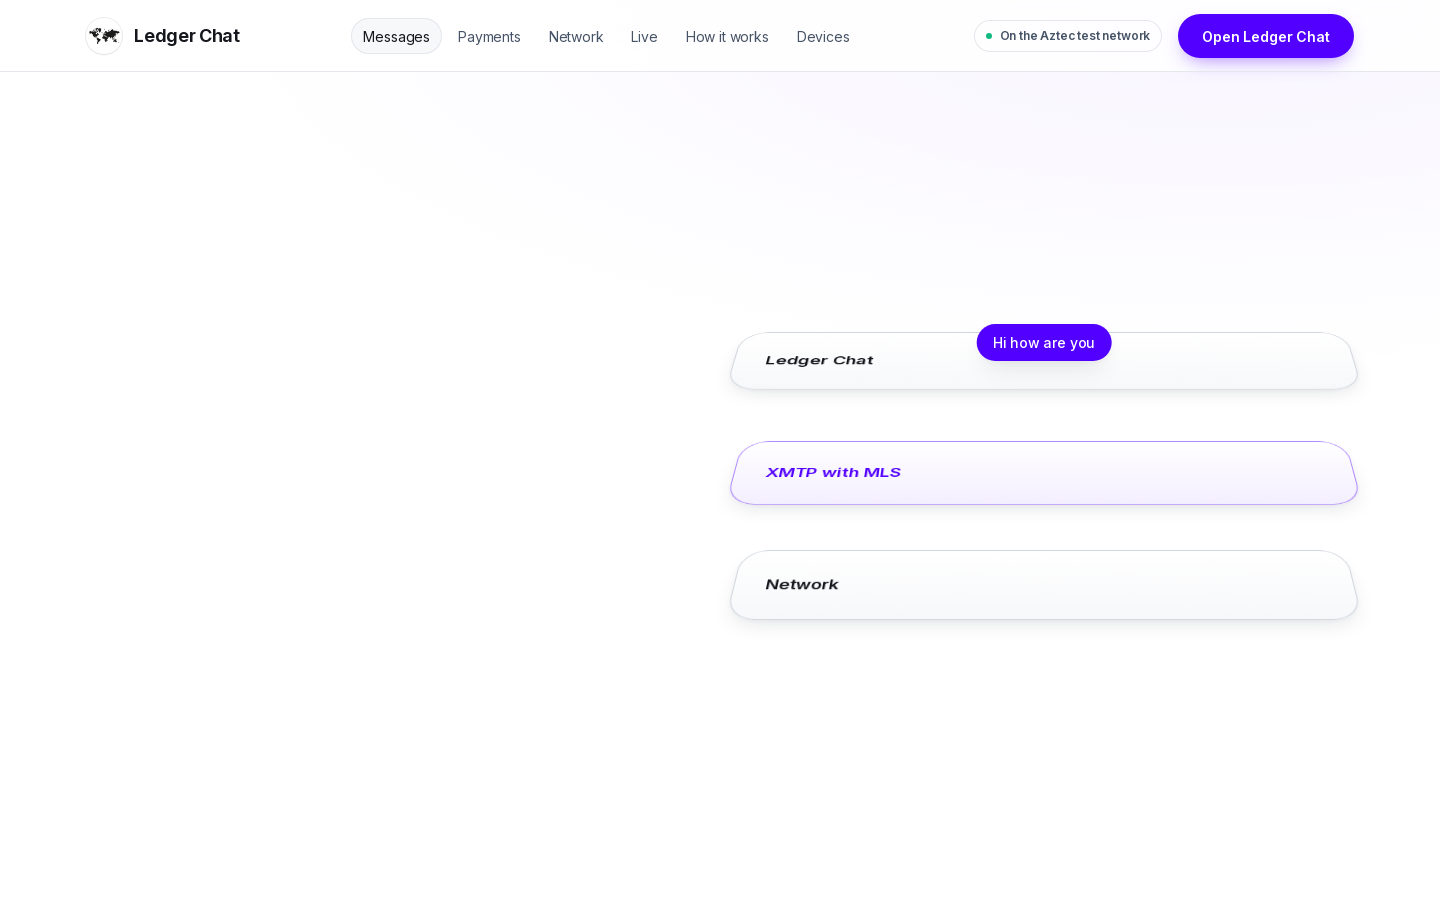 Ledger Chat
Messages
Payments
Network
Live
How it works
Devices
On the Aztec test network
Open Ledger Chat
Hi how are you
Ledger Chat
XMTP with MLS
Network